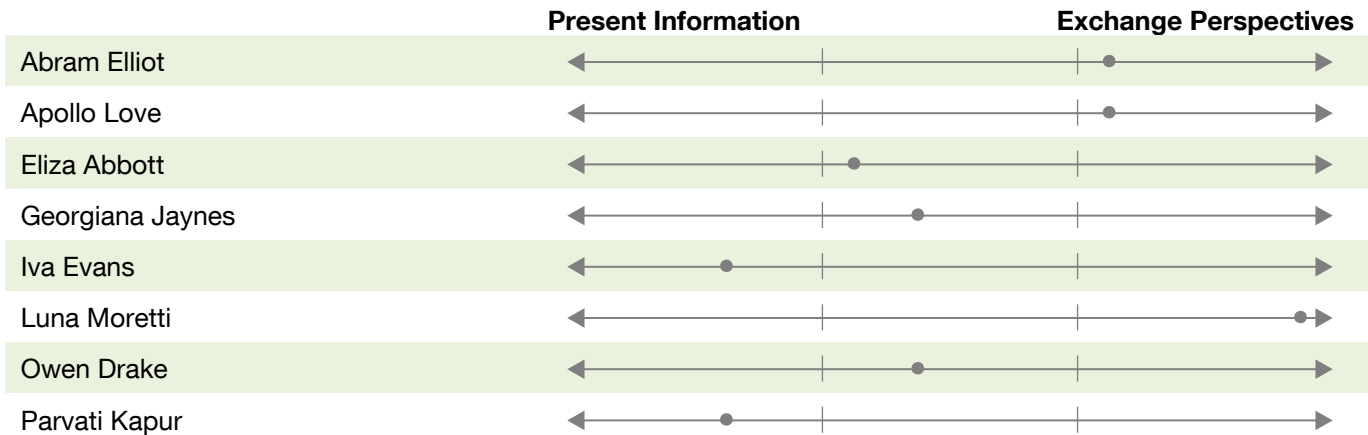 Present Information Exchange Perspectives
Abram Elliot
Apollo Love
Eliza Abbott
Georgiana Jaynes
Iva Evans
Luna Moretti
Owen Drake
Parvati Kapur